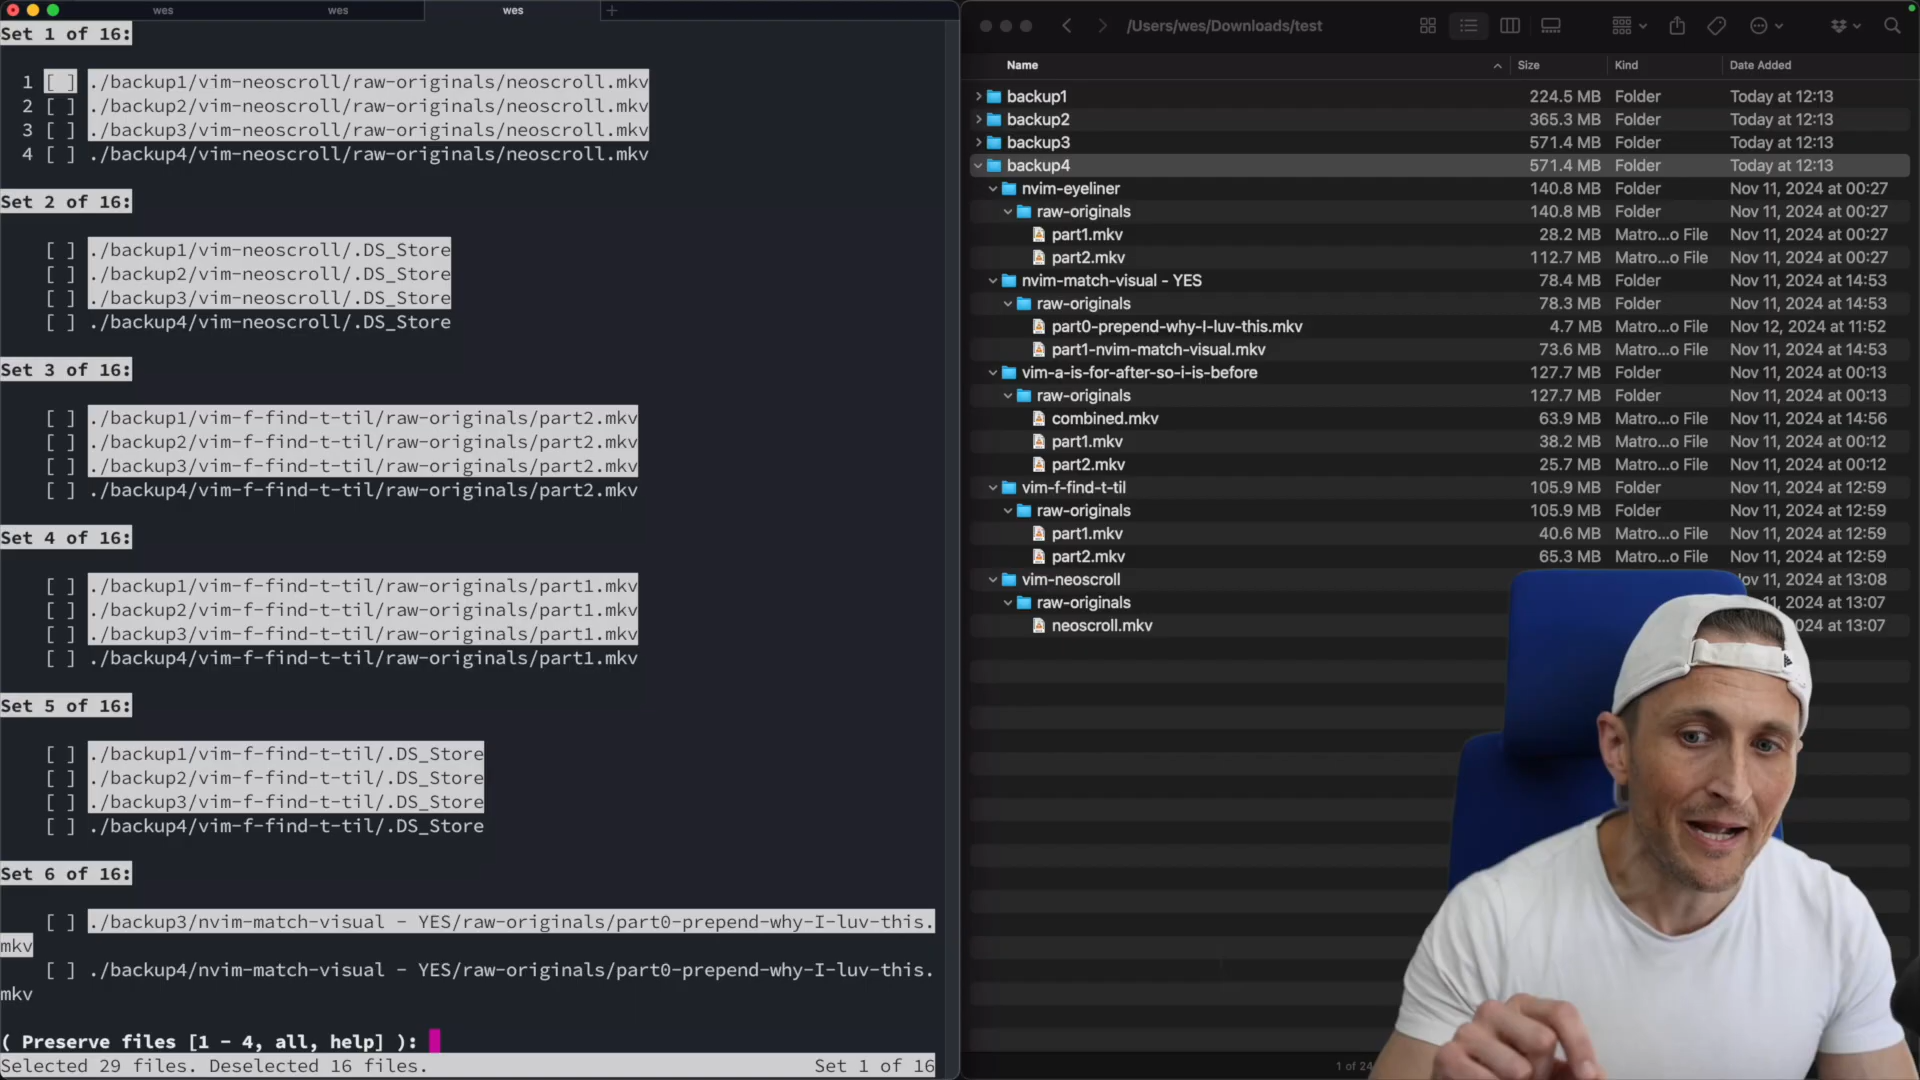 wes
wes
wes
Set 1 of 16:
1 [ ] ./backup1/vim-neoscroll/raw-originals/neoscroll.mkv
2 [ ] ./backup2/vim-neoscroll/raw-originals/neoscroll.mkv
3 [ ] ./backup3/vim-neoscroll/raw-originals/neoscroll.mkv
4 [ ] ./backup4/vim-neoscroll/raw-originals/neoscroll.mkv
Set 2 of 16:
[ ] ./backup1/vim-neoscroll/.DS_Store
[ ] ./backup2/vim-neoscroll/.DS_Store
[ ] ./backup3/vim-neoscroll/.DS_Store
[ ] ./backup4/vim-neoscroll/.DS_Store
Set 3 of 16:
[ ] ./backup1/vim-f-find-t-til/raw-originals/part2.mkv
[ ] ./backup2/vim-f-find-t-til/raw-originals/part2.mkv
[ ] ./backup3/vim-f-find-t-til/raw-originals/part2.mkv
[ ] ./backup4/vim-f-find-t-til/raw-originals/part2.mkv
Set 4 of 16:
[ ] ./backup1/vim-f-find-t-til/raw-originals/part1.mkv
[ ] ./backup2/vim-f-find-t-til/raw-originals/part1.mkv
[ ] ./backup3/vim-f-find-t-til/raw-originals/part1.mkv
[ ] ./backup4/vim-f-find-t-til/raw-originals/part1.mkv
Set 5 of 16:
[ ] ./backup1/vim-f-find-t-til/.DS_Store
[ ] ./backup2/vim-f-find-t-til/.DS_Store
[ ] ./backup3/vim-f-find-t-til/.DS_Store
[ ] ./backup4/vim-f-find-t-til/.DS_Store
Set 6 of 16:
[ ] ./backup3/nvim-match-visual - YES/raw-originals/part0-prepend-why-I-luv-this.
mkv
[ ] ./backup4/nvim-match-visual - YES/raw-originals/part0-prepend-why-I-luv-this.
mkv
( Preserve files [1 - 4, all, help] ):
Selected 29 files. Deselected 16 files. Set 1 of 16
/Users/wes/Downloads/test
Name Size Kind Date Added
backup1 224.5 MB Folder Today at 12:13
backup2 365.3 MB Folder Today at 12:13
backup3 571.4 MB Folder Today at 12:13
backup4 571.4 MB Folder Today at 12:13
nvim-eyeliner 140.8 MB Folder Nov 11, 2024 at 00:27
raw-originals 140.8 MB Folder Nov 11, 2024 at 00:27
part1.mkv 28.2 MB Matro...o File Nov 11, 2024 at 00:27
part2.mkv 112.7 MB Matro...o File Nov 11, 2024 at 00:27
nvim-match-visual - YES 78.4 MB Folder Nov 11, 2024 at 14:53
raw-originals 78.3 MB Folder Nov 11, 2024 at 14:53
part0-prepend-why-I-luv-this.mkv 4.7 MB Matro...o File Nov 12, 2024 at 11:52
part1-nvim-match-visual.mkv 73.6 MB Matro...o File Nov 11, 2024 at 14:53
vim-a-is-for-after-so-i-is-before 127.7 MB Folder Nov 11, 2024 at 00:13
raw-originals 127.7 MB Folder Nov 11, 2024 at 00:13
combined.mkv 63.9 MB Matro...o File Nov 11, 2024 at 14:56
part1.mkv 38.2 MB Matro...o File Nov 11, 2024 at 00:12
part2.mkv 25.7 MB Matro...o File Nov 11, 2024 at 00:12
vim-f-find-t-til 105.9 MB Folder Nov 11, 2024 at 12:59
raw-originals 105.9 MB Folder Nov 11, 2024 at 12:59
part1.mkv 40.6 MB Matro...o File Nov 11, 2024 at 12:59
part2.mkv 65.3 MB Matro...o File Nov 11, 2024 at 12:59
vim-neoscroll 11, 2024 at 13:08
raw-originals 2024 at 13:07
neoscroll.mkv at 13:07
1 of 24